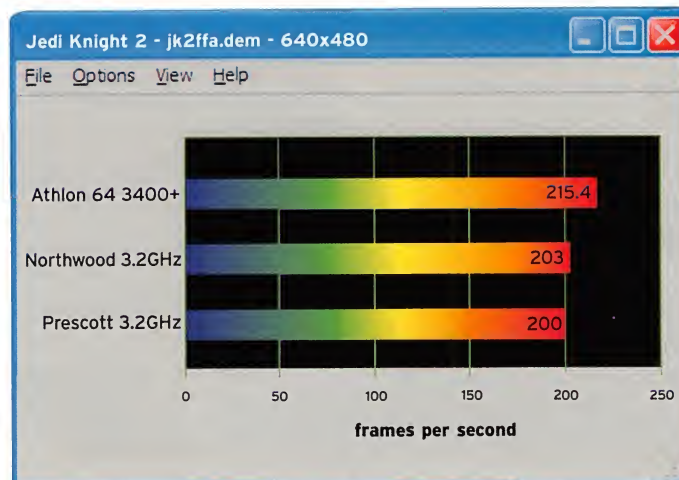 Jedi Knight 2 - jk2ffa.dem - 640x480
File Options View Help
Athlon 64 3400+ 215.4
Northwood 3.2GHz 203
Prescott 3.2GHz 200
0 50 100 150 200 250
frames per second